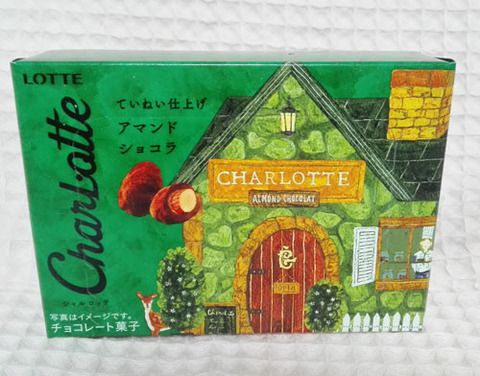 LOTTE
Charlotte
ていねい仕上げ
アマンド
ショコラ
CHARLOTTE
ALMOND CHOCOLAT
シャルロッテ
写真はイメージです。
チョコレート菓子